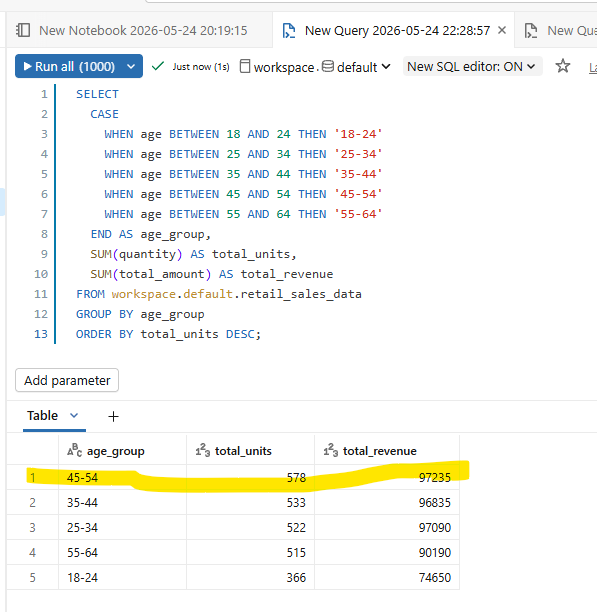 New Notebook 2026-05-24 20:19:15
New Query 2026-05-24 22:28:57
New Que
Run all (1000) Just now (1s) workspace. default New SQL editor: ON
1 SELECT
2 CASE
3 WHEN age BETWEEN 18 AND 24 THEN '18-24'
4 WHEN age BETWEEN 25 AND 34 THEN '25-34'
5 WHEN age BETWEEN 35 AND 44 THEN '35-44'
6 WHEN age BETWEEN 45 AND 54 THEN '45-54'
7 WHEN age BETWEEN 55 AND 64 THEN '55-64'
8 END AS age_group,
9 SUM(quantity) AS total_units,
10 SUM(total_amount) AS total_revenue
11 FROM workspace.default.retail_sales_data
12 GROUP BY age_group
13 ORDER BY total_units DESC;
Add parameter
Table +
ABC age_group 123 total_units 123 total_revenue
1 45-54 578 97235
2 35-44 533 96835
3 25-34 522 97090
4 55-64 515 90190
5 18-24 366 74650